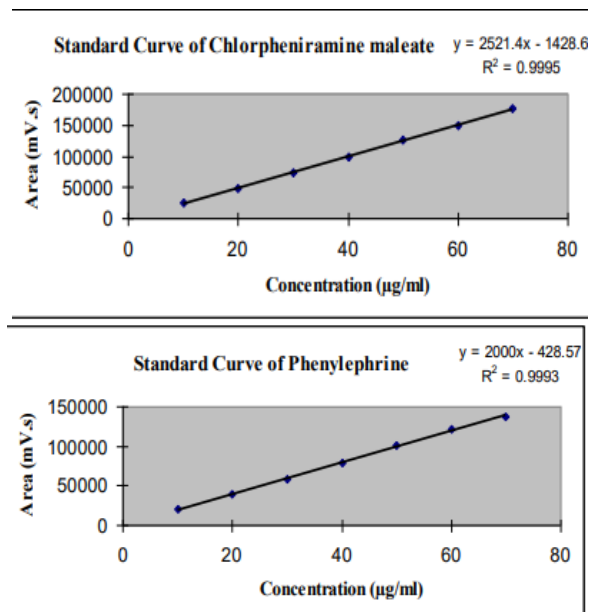 Standard Curve of Chlorpheniramine maleate y = 2521.4x - 1428.6
R² = 0.9995
Area (mV.s)
200000
150000
100000
50000
0
0 20 40 60 80
Concentration (µg/ml)
Standard Curve of Phenylephrine y = 2000x - 428.57
R² = 0.9993
Area (mV.s)
150000
100000
50000
0
0 20 40 60 80
Concentration (µg/ml)